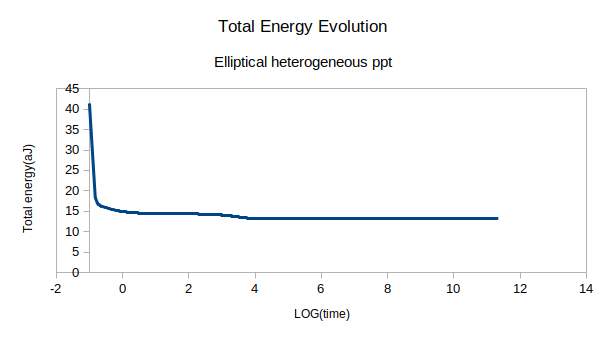 Total Energy Evolution
Elliptical heterogeneous ppt
45
40
35
30
25
20
15
10
5
0
Total energy(aJ)
-2 0 2 4 6 8 10 12 14
LOG(time)